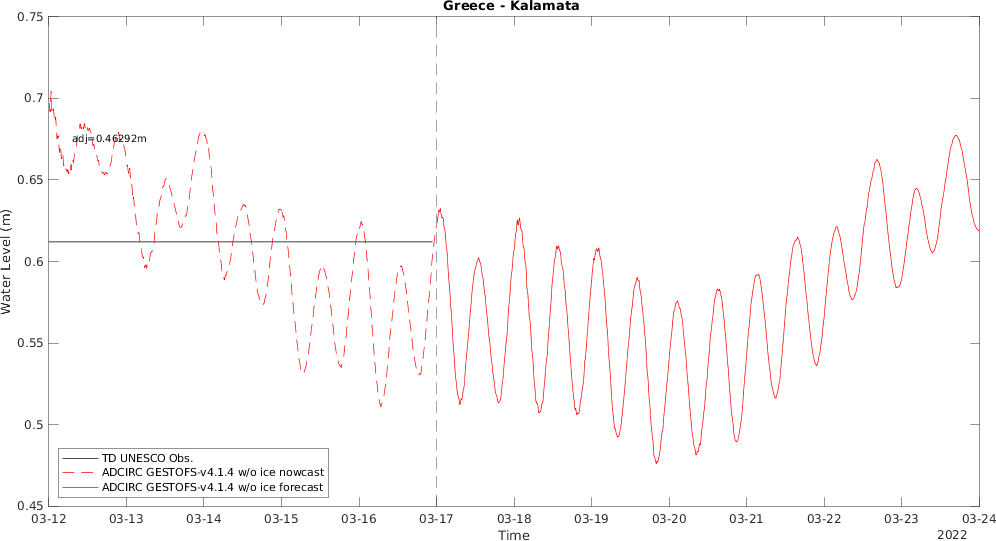 Greece - Kalamata
0.75
0.7
0.65
0.6
0.55
0.5
0.45
Water Level (m)
adj=0.46292m
TD UNESCO Obs.
ADCIRC GESTOFS-v4.1.4 w/o ice nowcast
ADCIRC GESTOFS-v4.1.4 w/o ice forecast
03-12 03-13 03-14 03-15 03-16 03-17 03-18 03-19 03-20 03-21 03-22 03-23 03-24
Time
2022